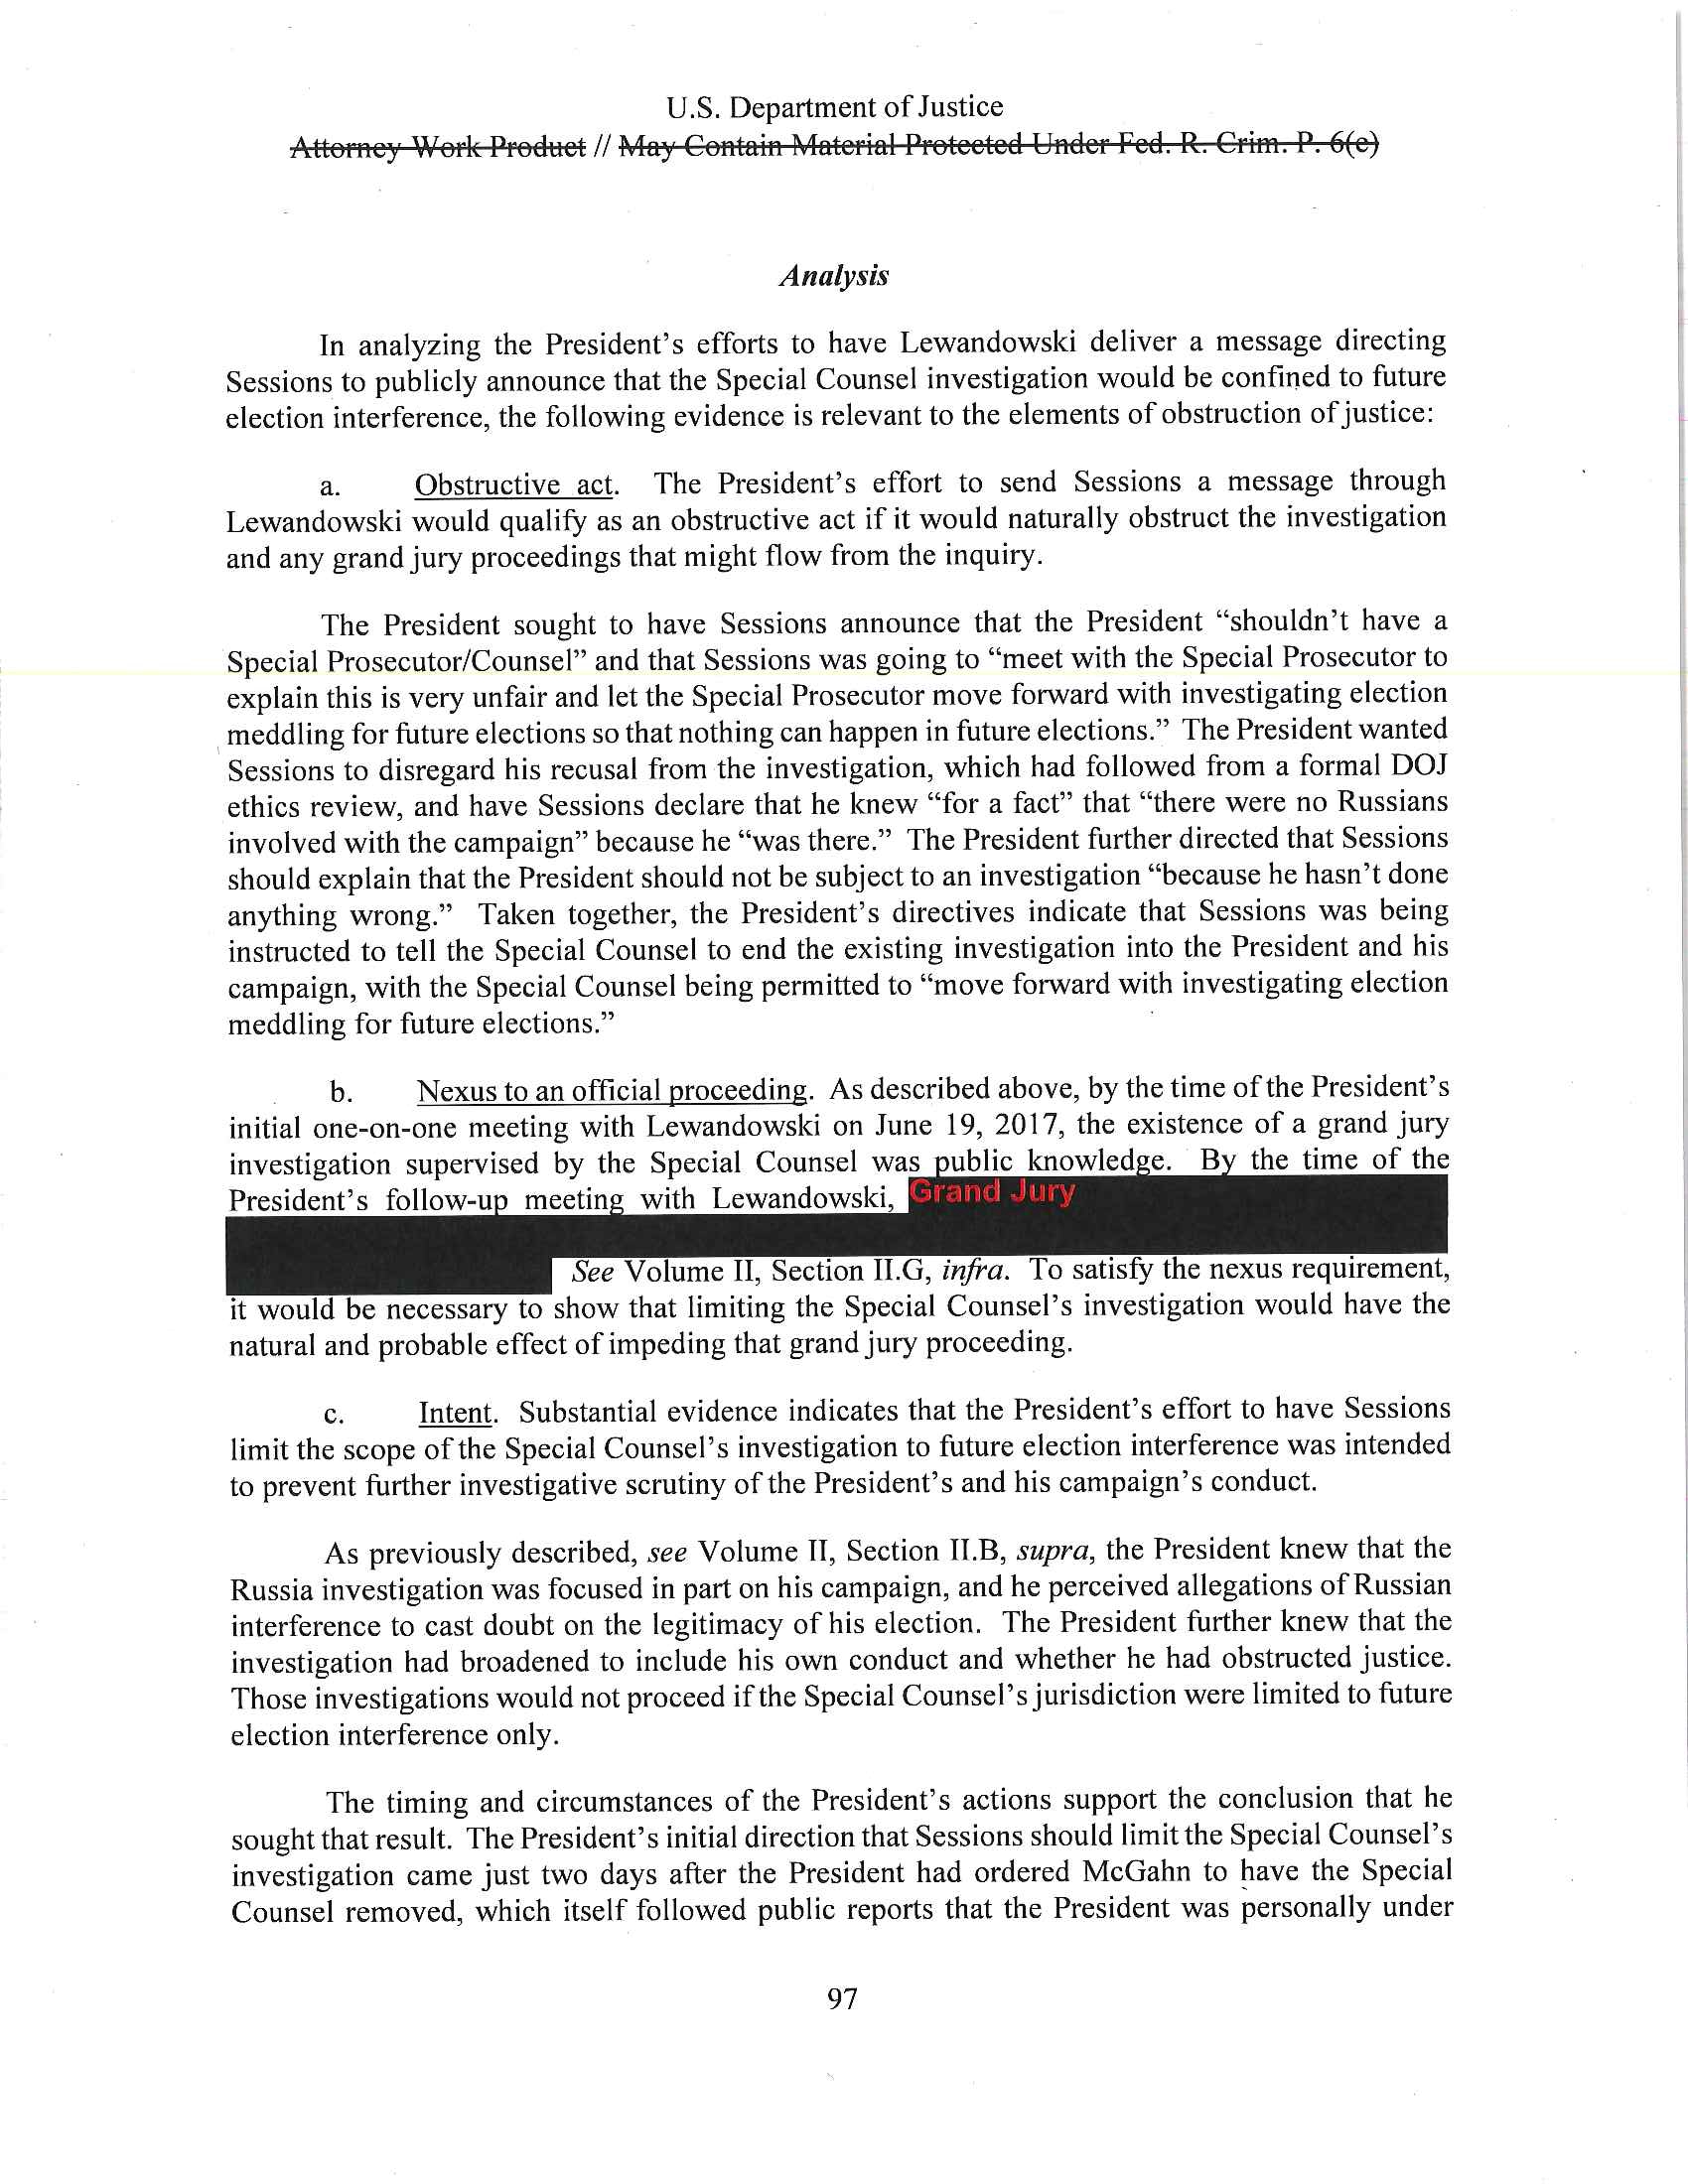 U.S. Department of Justice
Attorney Work Product // May Contain Material Protected Under Fed. R. Crim. P. 6(e)
Analysis
In analyzing the President's efforts to have Lewandowski deliver a message directing
Sessions to publicly announce that the Special Counsel investigation would be confined to future
election interference, the following evidence is relevant to the elements of obstruction of justice:
a. Obstructive act. The President's effort to send Sessions a message through
Lewandowski would qualify as an obstructive act if it would naturally obstruct the investigation
and any grand jury proceedings that might flow from the inquiry.
The President sought to have Sessions announce that the President “shouldn't have a
Special Prosecutor/Counsel” and that Sessions was going to “meet with the Special Prosecutor to
explain this is very unfair and let the Special Prosecutor move forward with investigating election
meddling for future elections so that nothing can happen in future elections.” The President wanted
Sessions to disregard his recusal from the investigation, which had followed from a formal DOJ
ethics review, and have Sessions declare that he knew “for a fact” that “there were no Russians
involved with the campaign” because he “was there.” The President further directed that Sessions
should explain that the President should not be subject to an investigation “because he hasn't done
anything wrong.” Taken together, the President's directives indicate that Sessions was being
instructed to tell the Special Counsel to end the existing investigation into the President and his
campaign, with the Special Counsel being permitted to “move forward with investigating election
meddling for future elections.”
b. Nexus to an official proceeding. As described above, by the time of the President's
initial one-on-one meeting with Lewandowski on June 19, 2017, the existence of a grand jury
investigation supervised by the Special Counsel was public knowledge. By the time of the
President's follow-up meeting with Lewandowski, Grand Jury
See Volume II, Section II.G, infra. To satisfy the nexus requirement,
it would be necessary to show that limiting the Special Counsel's investigation would have the
natural and probable effect of impeding that grand jury proceeding.
c. Intent. Substantial evidence indicates that the President's effort to have Sessions
limit the scope of the Special Counsel's investigation to future election interference was intended
to prevent further investigative scrutiny of the President's and his campaign's conduct.
As previously described, see Volume II, Section II.B, supra, the President knew that the
Russia investigation was focused in part on his campaign, and he perceived allegations of Russian
interference to cast doubt on the legitimacy of his election. The President further knew that the
investigation had broadened to include his own conduct and whether he had obstructed justice.
Those investigations would not proceed if the Special Counsel's jurisdiction were limited to future
election interference only.
The timing and circumstances of the President's actions support the conclusion that he
sought that result. The President's initial direction that Sessions should limit the Special Counsel's
investigation came just two days after the President had ordered McGahn to have the Special
Counsel removed, which itself followed public reports that the President was personally under
97